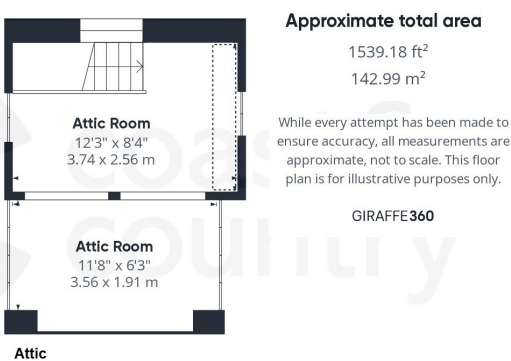 Attic Room
12'3" x 8'4"
3.74 x 2.56 m
Attic Room
11'8" x 6'3"
3.56 x 1.91 m
Attic
Approximate total area
1539.18 ft²
142.99 m²
While every attempt has been made to
ensure accuracy, all measurements are
approximate, not to scale. This floor
plan is for illustrative purposes only.
GIRAFFE360
coast &
country